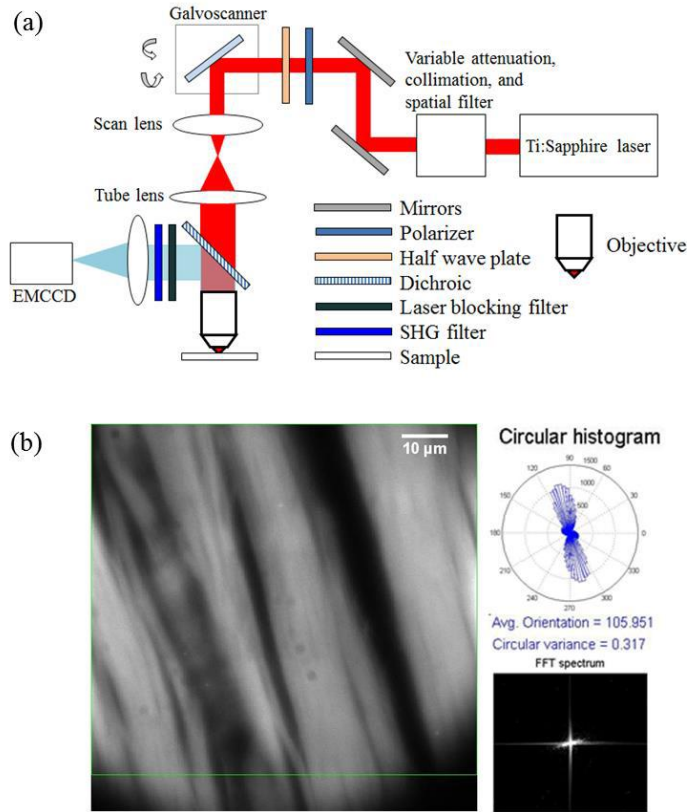 (a)
Galvoscanner
Variable attenuation,
collimation, and
spatial filter
Scan lens
Ti:Sapphire laser
Tube lens
Mirrors
Polarizer
Objective
Half wave plate
EMCCD
Dichroic
Laser blocking filter
SHG filter
Sample
(b)
10 µm
Circular histogram
90
1500
120
60
1000
150
30
500
180
0
210
330
240
300
270
Avg. Orientation = 105.951
Circular variance = 0.317
FFT spectrum